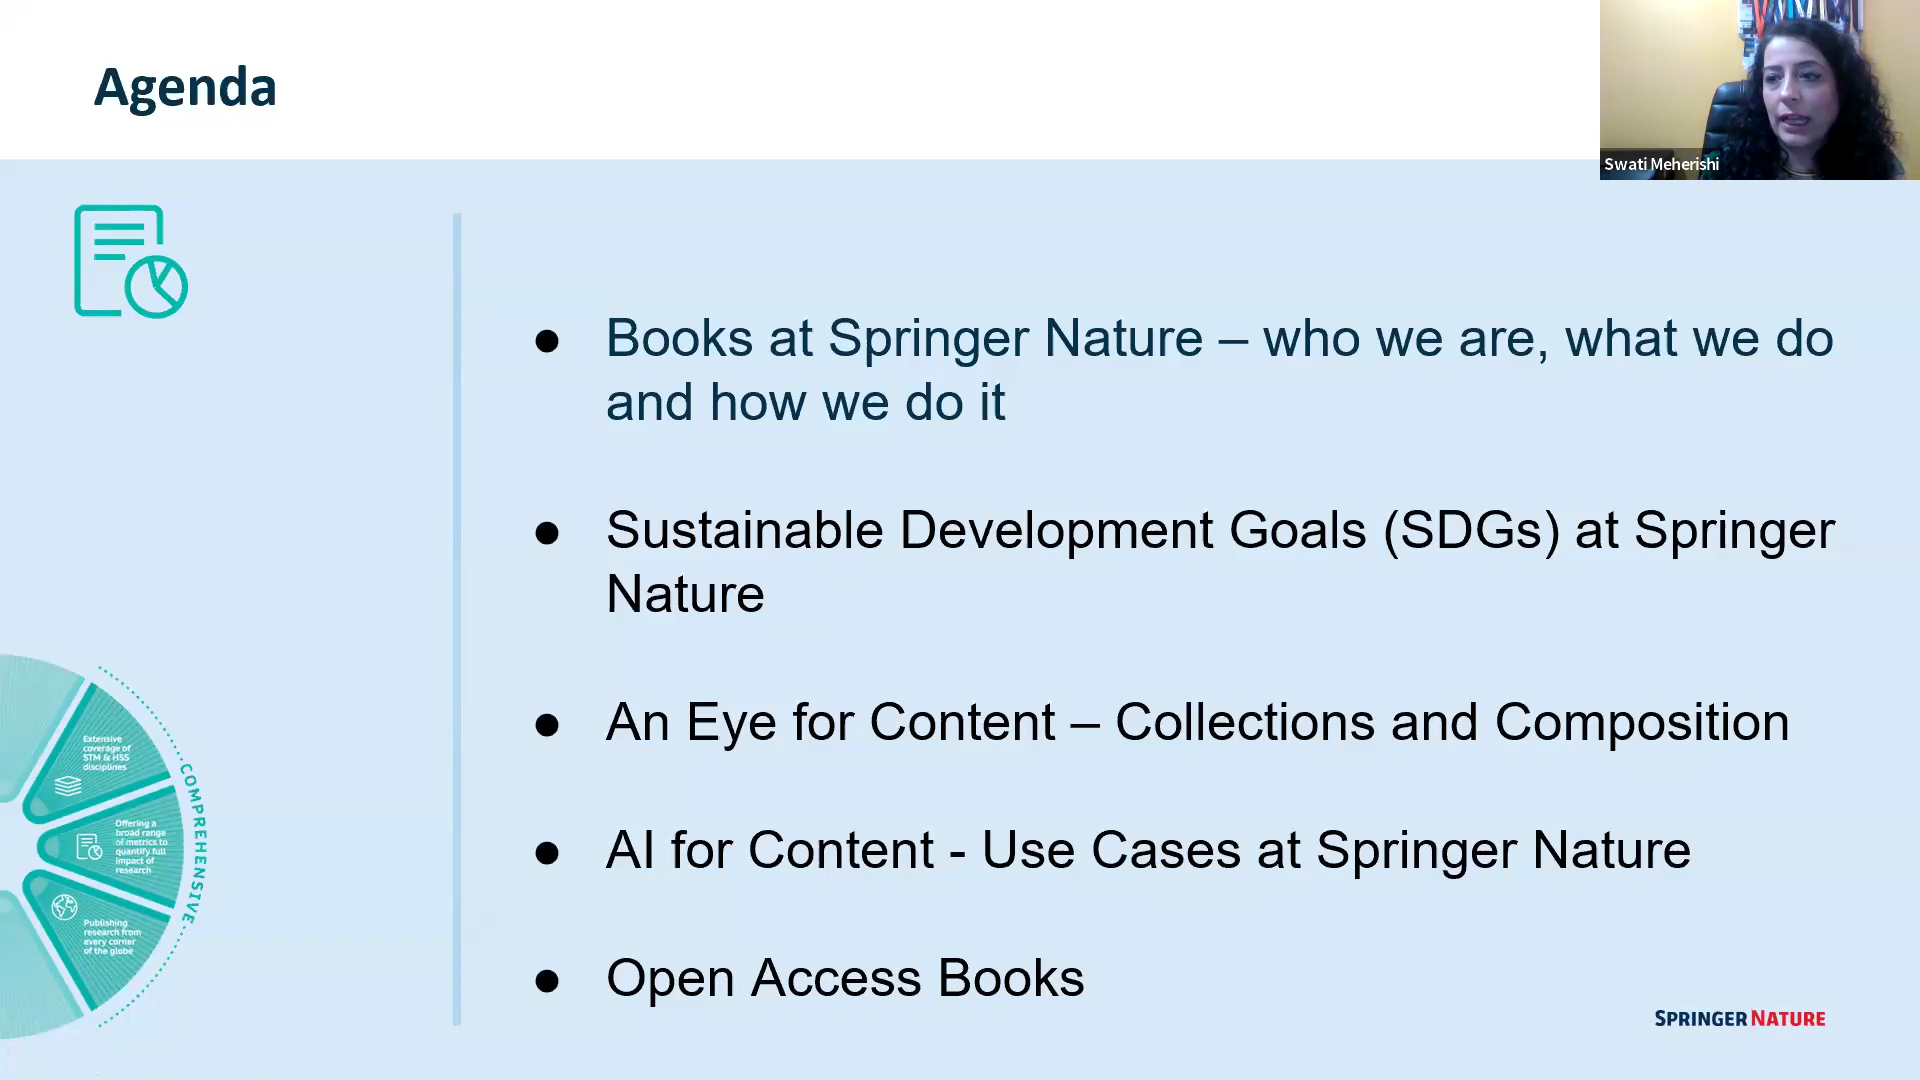 Agenda
Swati Meherishi
● Books at Springer Nature – who we are, what we do
and how we do it
● Sustainable Development Goals (SDGs) at Springer
Nature
● An Eye for Content – Collections and Composition
● AI for Content - Use Cases at Springer Nature
● Open Access Books
Extensive
coverage of
STM & HSS
disciplines
Offering a
broad range
of metrics to
quantify full
impact of
research
Publishing
research from
every corner
of the globe
COMPREHENSIVE
SPRINGER NATURE